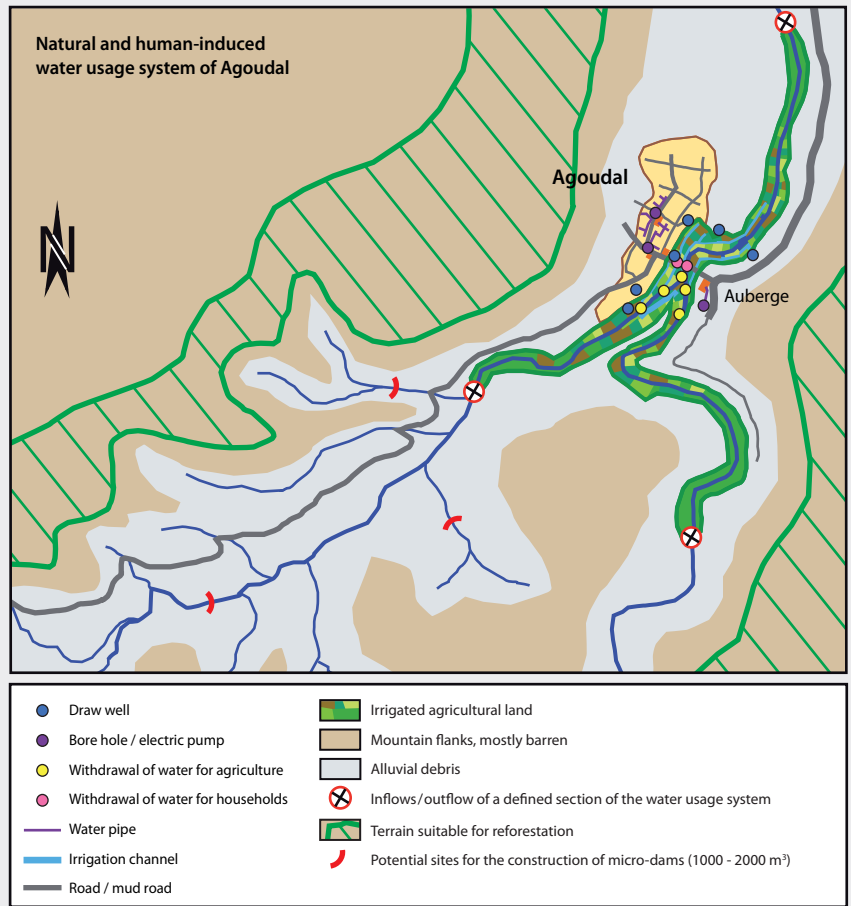 Natural and human-induced
water usage system of Agoudal
N
Agoudal
Auberge
Draw well
Bore hole / electric pump
Withdrawal of water for agriculture
Withdrawal of water for households
Water pipe
Irrigation channel
Road / mud road
Irrigated agricultural land
Mountain flanks, mostly barren
Alluvial debris
Inflows/outflow of a defined section of the water usage system
Terrain suitable for reforestation
Potential sites for the construction of micro-dams (1000 - 2000 m³)